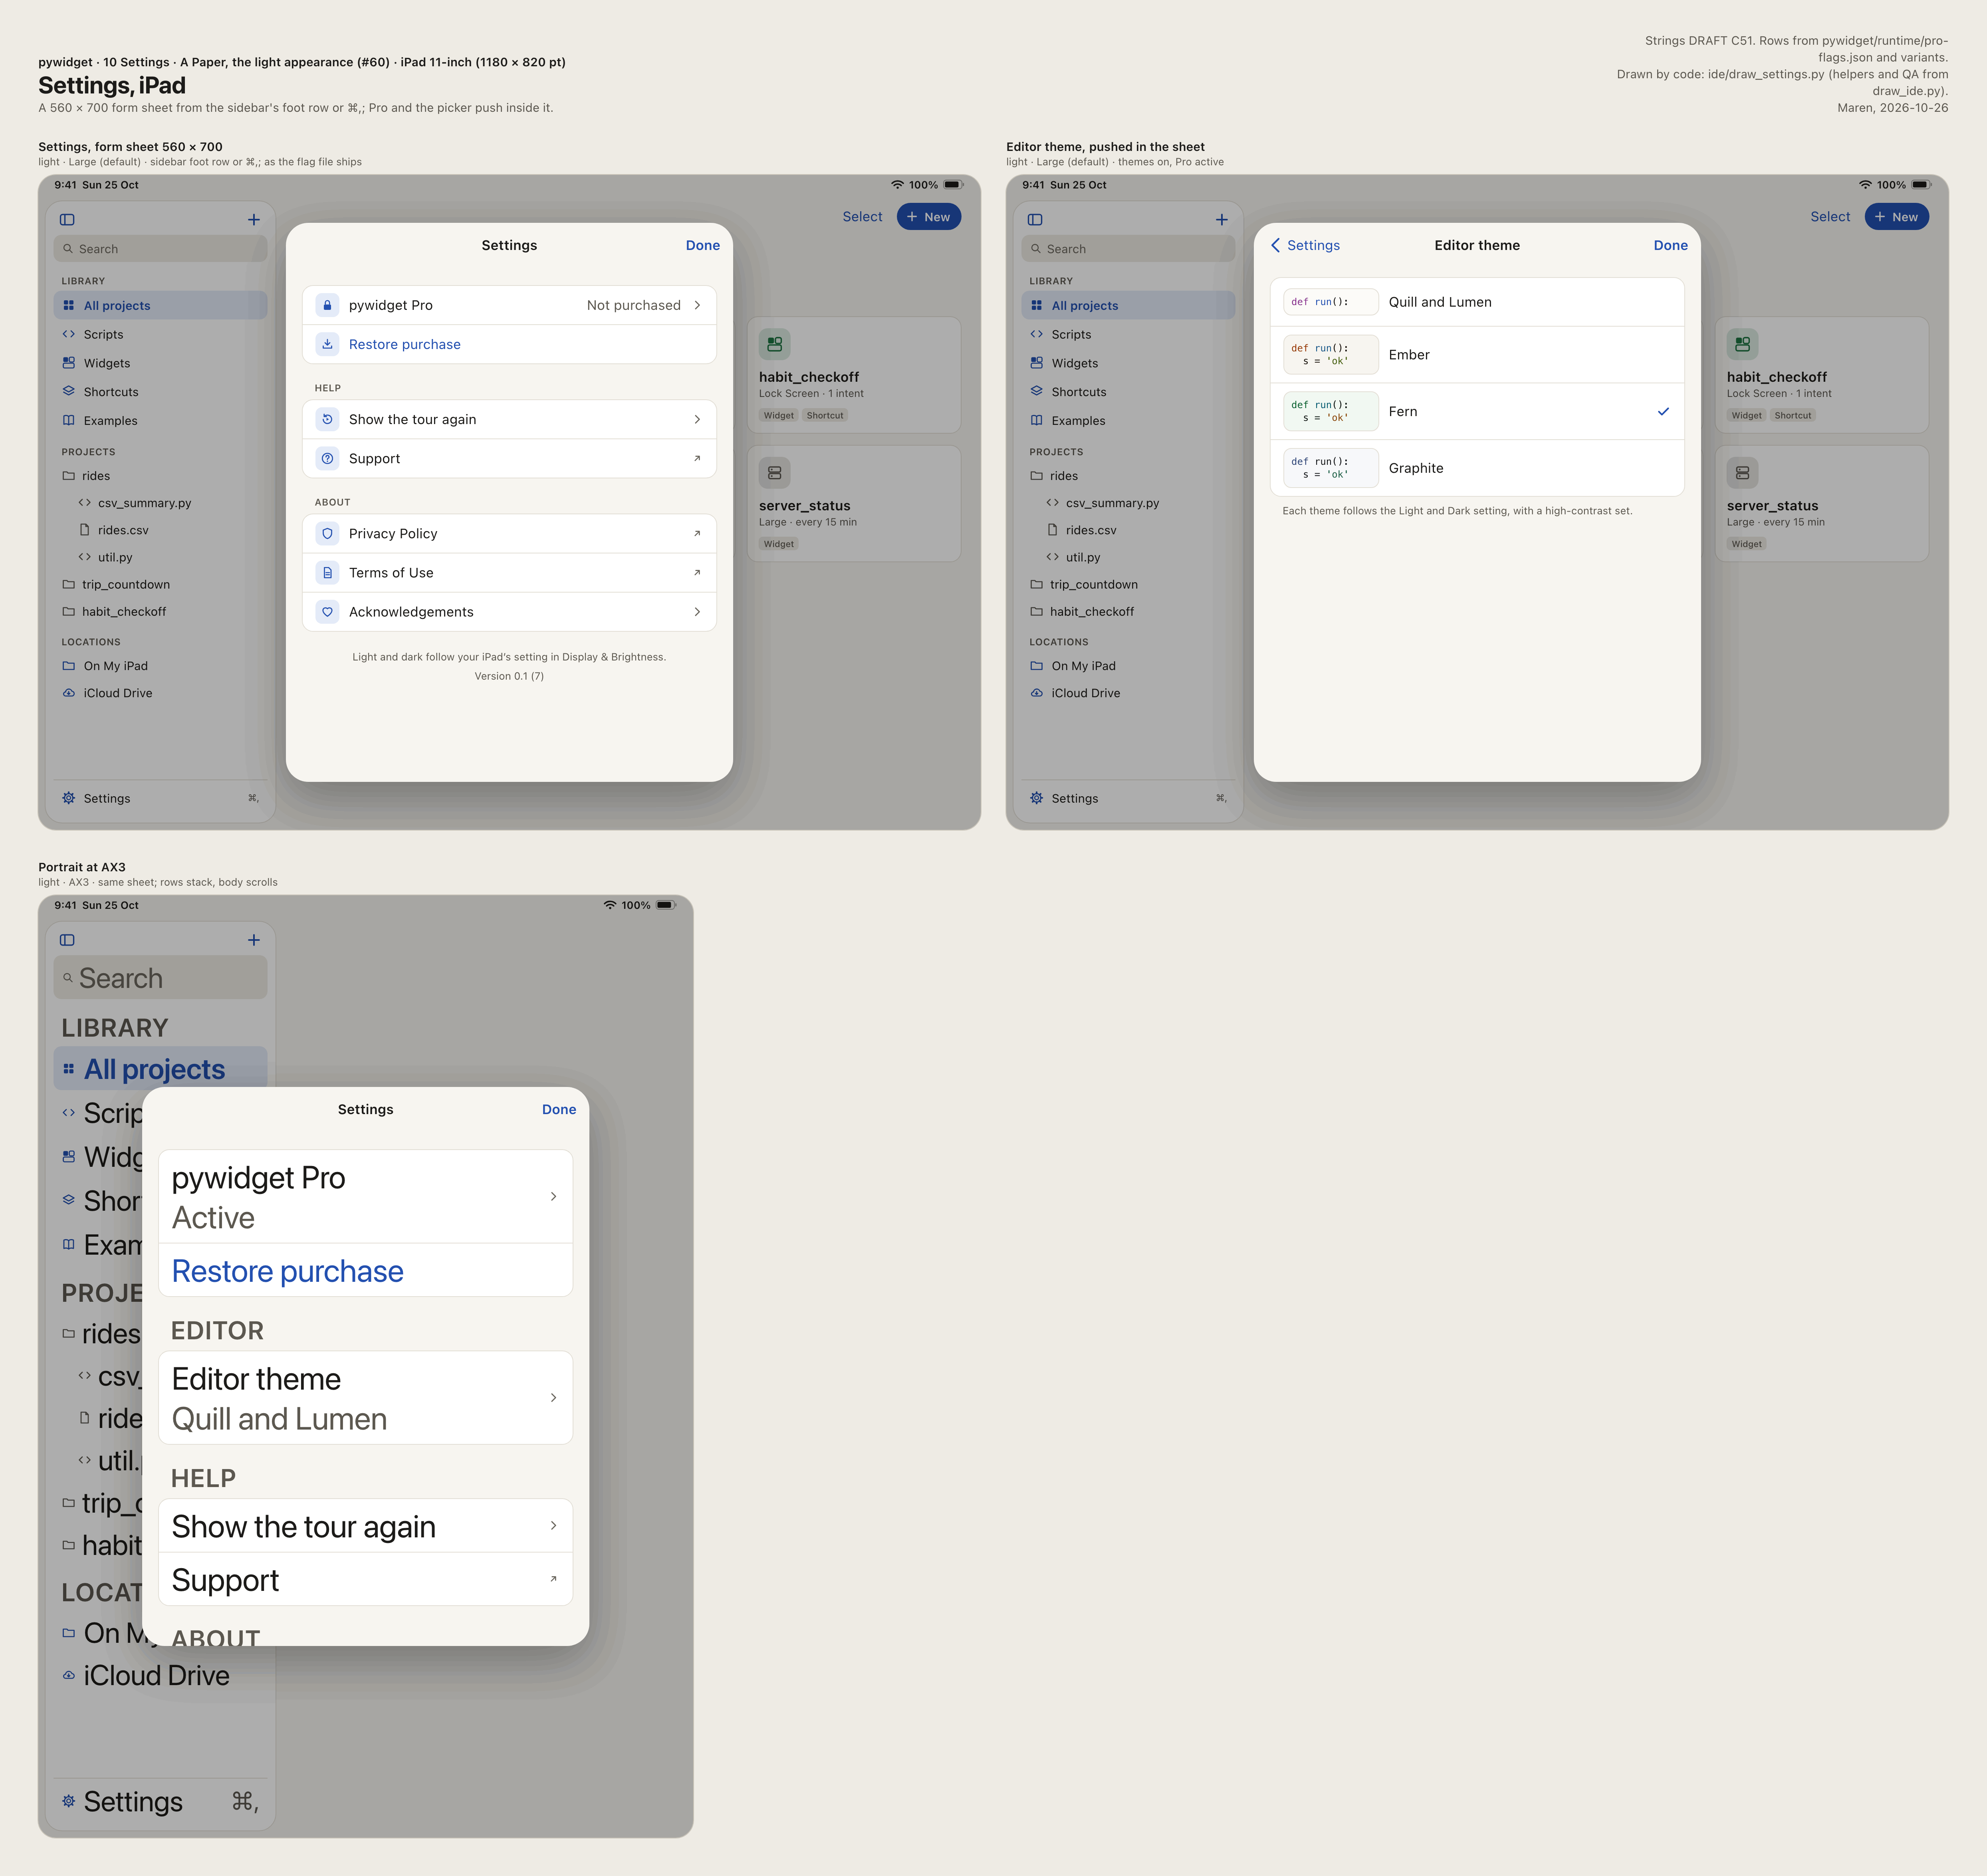 pywidget · 10 Settings · A Paper, the light appearance (#60) · iPad 11-inch (1180 × 820 pt)
Settings, iPad
A 560 × 700 form sheet from the sidebar's foot row or ⌘,; Pro and the picker push inside it.
Strings DRAFT C51. Rows from pywidget/runtime/pro-
flags.json and variants.
Drawn by code: ide/draw_settings.py (helpers and QA from
draw_ide.py).
Maren, 2026-10-26
Settings, form sheet 560 × 700
light · Large (default) · sidebar foot row or ⌘,; as the flag file ships
9:41 Sun 25 Oct
100%
Search
LIBRARY
All projects
Scripts
Widgets
Shortcuts
Examples
PROJECTS
rides
csv_summary.py
rides.csv
util.py
trip_countdown
habit_checkoff
LOCATIONS
On My iPad
iCloud Drive
Settings ⌘,
Select + New
habit_checkoff
Lock Screen · 1 intent
Widget Shortcut
server_status
Large · every 15 min
Widget
Settings Done
pywidget Pro Not purchased
Restore purchase
HELP
Show the tour again
Support
ABOUT
Privacy Policy
Terms of Use
Acknowledgements
Light and dark follow your iPad's setting in Display & Brightness.
Version 0.1 (7)
Editor theme, pushed in the sheet
light · Large (default) · themes on, Pro active
9:41 Sun 25 Oct
100%
Search
LIBRARY
All projects
Scripts
Widgets
Shortcuts
Examples
PROJECTS
rides
csv_summary.py
rides.csv
util.py
trip_countdown
habit_checkoff
LOCATIONS
On My iPad
iCloud Drive
Settings ⌘,
Select + New
habit_checkoff
Lock Screen · 1 intent
Widget Shortcut
server_status
Large · every 15 min
Widget
Settings Editor theme Done
def run(): Quill and Lumen
def run():
s = 'ok'
Ember
def run():
s = 'ok'
Fern
def run():
s = 'ok'
Graphite
Each theme follows the Light and Dark setting, with a high-contrast set.
Portrait at AX3
light · AX3 · same sheet; rows stack, body scrolls
9:41 Sun 25 Oct
100%
Search
LIBRARY
All projects
Scrip
Widg
Shor
Exam
PROJE
rides
csv_
ride
util.
trip_c
habit
LOCAT
On My
iCloud Drive
Settings ⌘,
Settings Done
pywidget Pro
Active
Restore purchase
EDITOR
Editor theme
Quill and Lumen
HELP
Show the tour again
Support
ABOUT